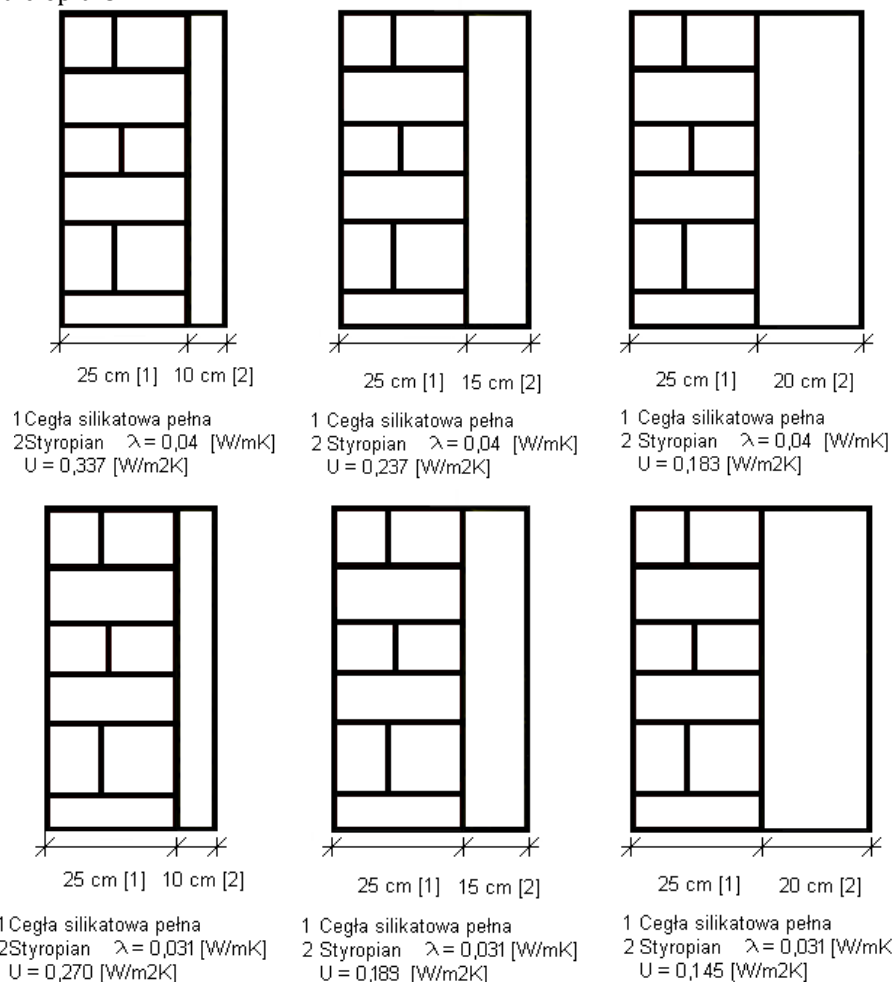 25 cm [1] 10 cm [2]
1 Cegła silikatowa pełna
2 Styropian λ = 0,04 [W/mK]
U = 0,337 [W/m2K]
25 cm [1] 15 cm [2]
1 Cegła silikatowa pełna
2 Styropian λ = 0,04 [W/mK]
U = 0,237 [W/m2K]
25 cm [1] 20 cm [2]
1 Cegła silikatowa pełna
2 Styropian λ = 0,04 [W/mK]
U = 0,183 [W/m2K]
25 cm [1] 10 cm [2]
1 Cegła silikatowa pełna
2 Styropian λ = 0,031 [W/mK]
U = 0,270 [W/m2K]
25 cm [1] 15 cm [2]
1 Cegła silikatowa pełna
2 Styropian λ = 0,031 [W/mK]
U = 0,189 [W/m2K]
25 cm [1] 20 cm [2]
1 Cegła silikatowa pełna
2 Styropian λ = 0,031 [W/mK
U = 0,145 [W/m2K]